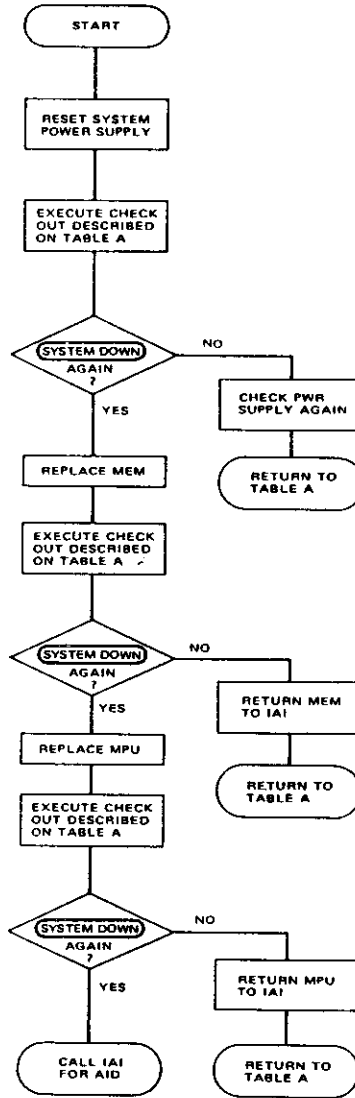 START
RESET SYSTEM
POWER SUPPLY
EXECUTE CHECK
OUT DESCRIBED
ON TABLE A
SYSTEM DOWN
AGAIN
?
NO
YES
CHECK PWR
SUPPLY AGAIN
RETURN TO
TABLE A
REPLACE MEM
EXECUTE CHECK
OUT DESCRIBED
ON TABLE A
SYSTEM DOWN
AGAIN
?
NO
YES
RETURN MEM
TO IAI
RETURN TO
TABLE A
REPLACE MPU
EXECUTE CHECK
OUT DESCRIBED
ON TABLE A
SYSTEM DOWN
AGAIN
?
NO
YES
RETURN MPU
TO IAI
RETURN TO
TABLE A
CALL IAI
FOR AID